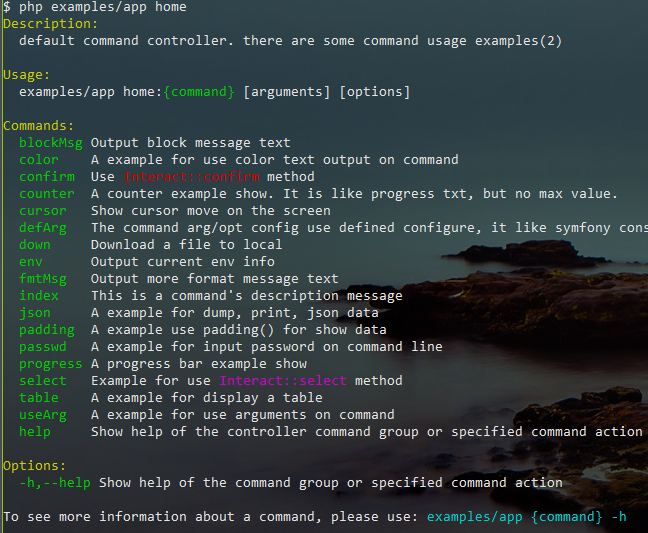 $ php examples/app home
Description:
default command controller. there are some command usage examples(2)
Usage:
examples/app home:{command} [arguments] [options]
Commands:
blockMsg Output block message text
color A example for use color text output on command
confirm Use Interact::confirm method
counter A counter example show. It is like progress txt, but no max value.
cursor Show cursor move on the screen
defArg The command arg/opt config use defined configure, it like symfony cons
down Download a file to local
env Output current env info
fmtMsg Output more format message text
index This is a command's description message
json A example for dump, print, json data
padding A example use padding() for show data
passwd A example for input password on command line
progress A progress bar example show
select Example for use Interact::select method
table A example for display a table
useArg A example for use arguments on command
help Show help of the controller command group or specified command action
Options:
-h,--help Show help of the command group or specified command action
To see more information about a command, please use: examples/app {command} -h